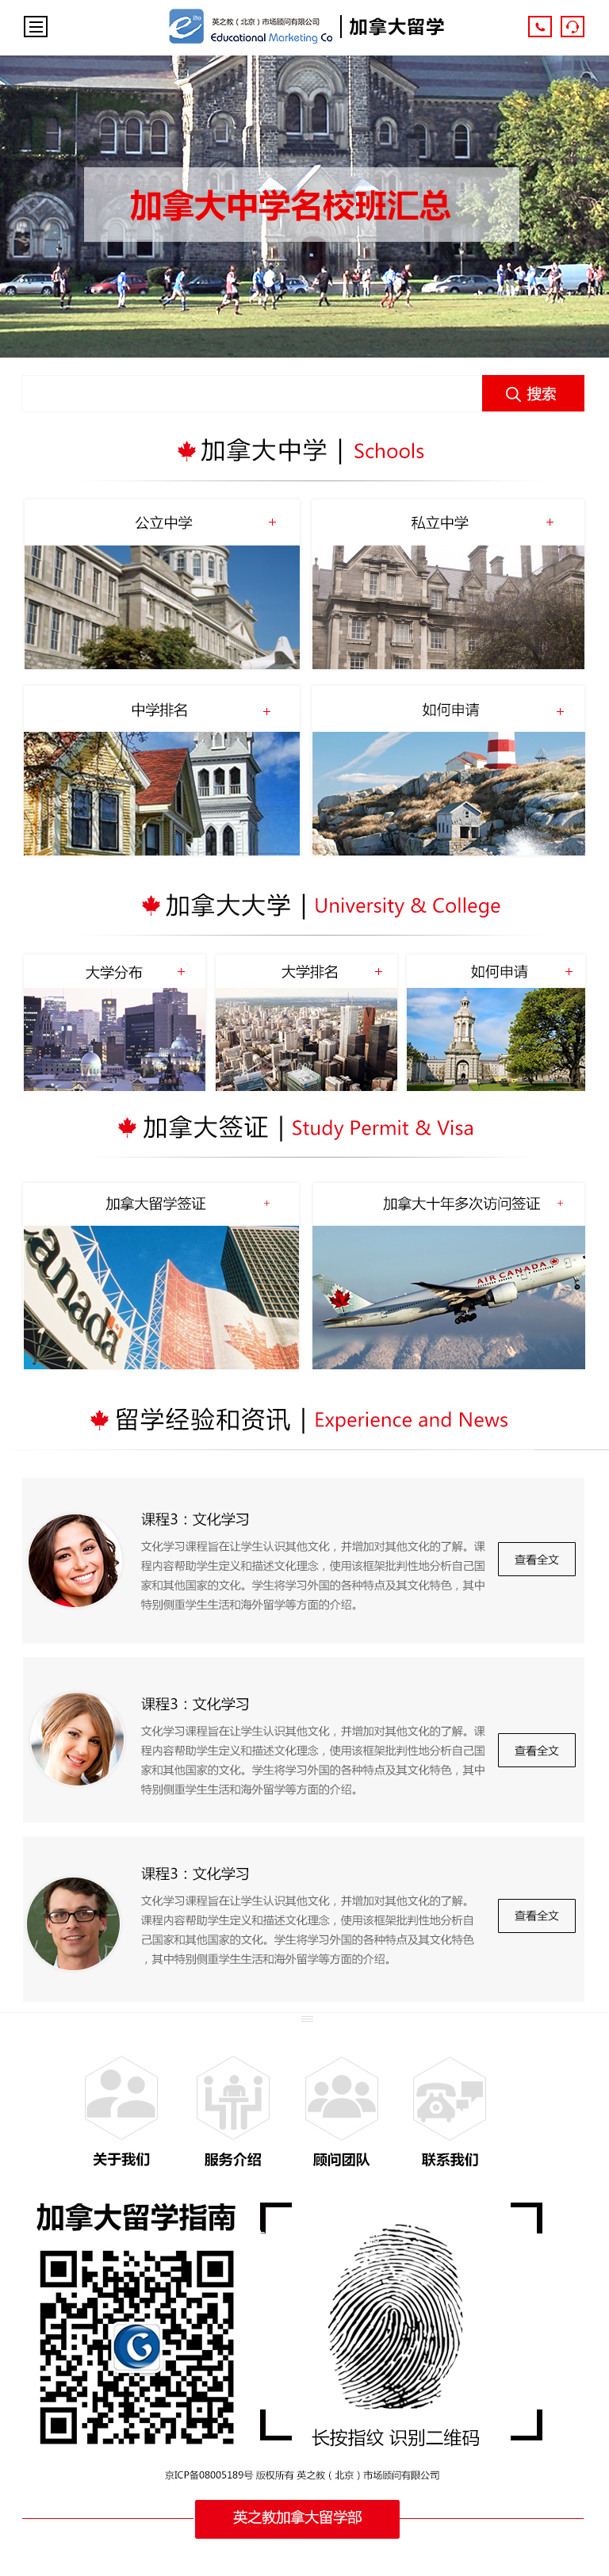 英之教（北京）市场顾问有限公司
Educational Marketing Co
加拿大留学
加拿大中学名校班汇总
搜索
加拿大中学 | Schools
公立中学 +
私立中学 +
中学排名 +
如何申请 +
加拿大大学 | University & College
大学分布 +
大学排名 +
如何申请 +
加拿大签证 | Study Permit & Visa
加拿大留学签证 +
加拿大十年多次访问签证 +
anada
AIR CANADA
留学经验和资讯 | Experience and News
课程3：文化学习
文化学习课程旨在让学生认识其他文化，并增加对其他文化的了解。课
程内容帮助学生定义和描述文化理念，使用该框架批判性地分析自己国
家和其他国家的文化。学生将学习外国的各种特点及其文化特色，其中
特别侧重学生生活和海外留学等方面的介绍。
查看全文
课程3：文化学习
文化学习课程旨在让学生认识其他文化，并增加对其他文化的了解。课
程内容帮助学生定义和描述文化理念，使用该框架批判性地分析自己国
家和其他国家的文化。学生将学习外国的各种特点及其文化特色，其中
特别侧重学生生活和海外留学等方面的介绍。
查看全文
课程3：文化学习
文化学习课程旨在让学生认识其他文化，并增加对其他文化的了解。
课程内容帮助学生定义和描述文化理念，使用该框架批判性地分析自
己国家和其他国家的文化。学生将学习外国的各种特点及其文化特色
，其中特别侧重学生生活和海外留学等方面的介绍。
查看全文
关于我们
服务介绍
顾问团队
联系我们
加拿大留学指南
G
长按指纹 识别二维码
京ICP备08005189号 版权所有 英之教（北京）市场顾问有限公司
英之教加拿大留学部